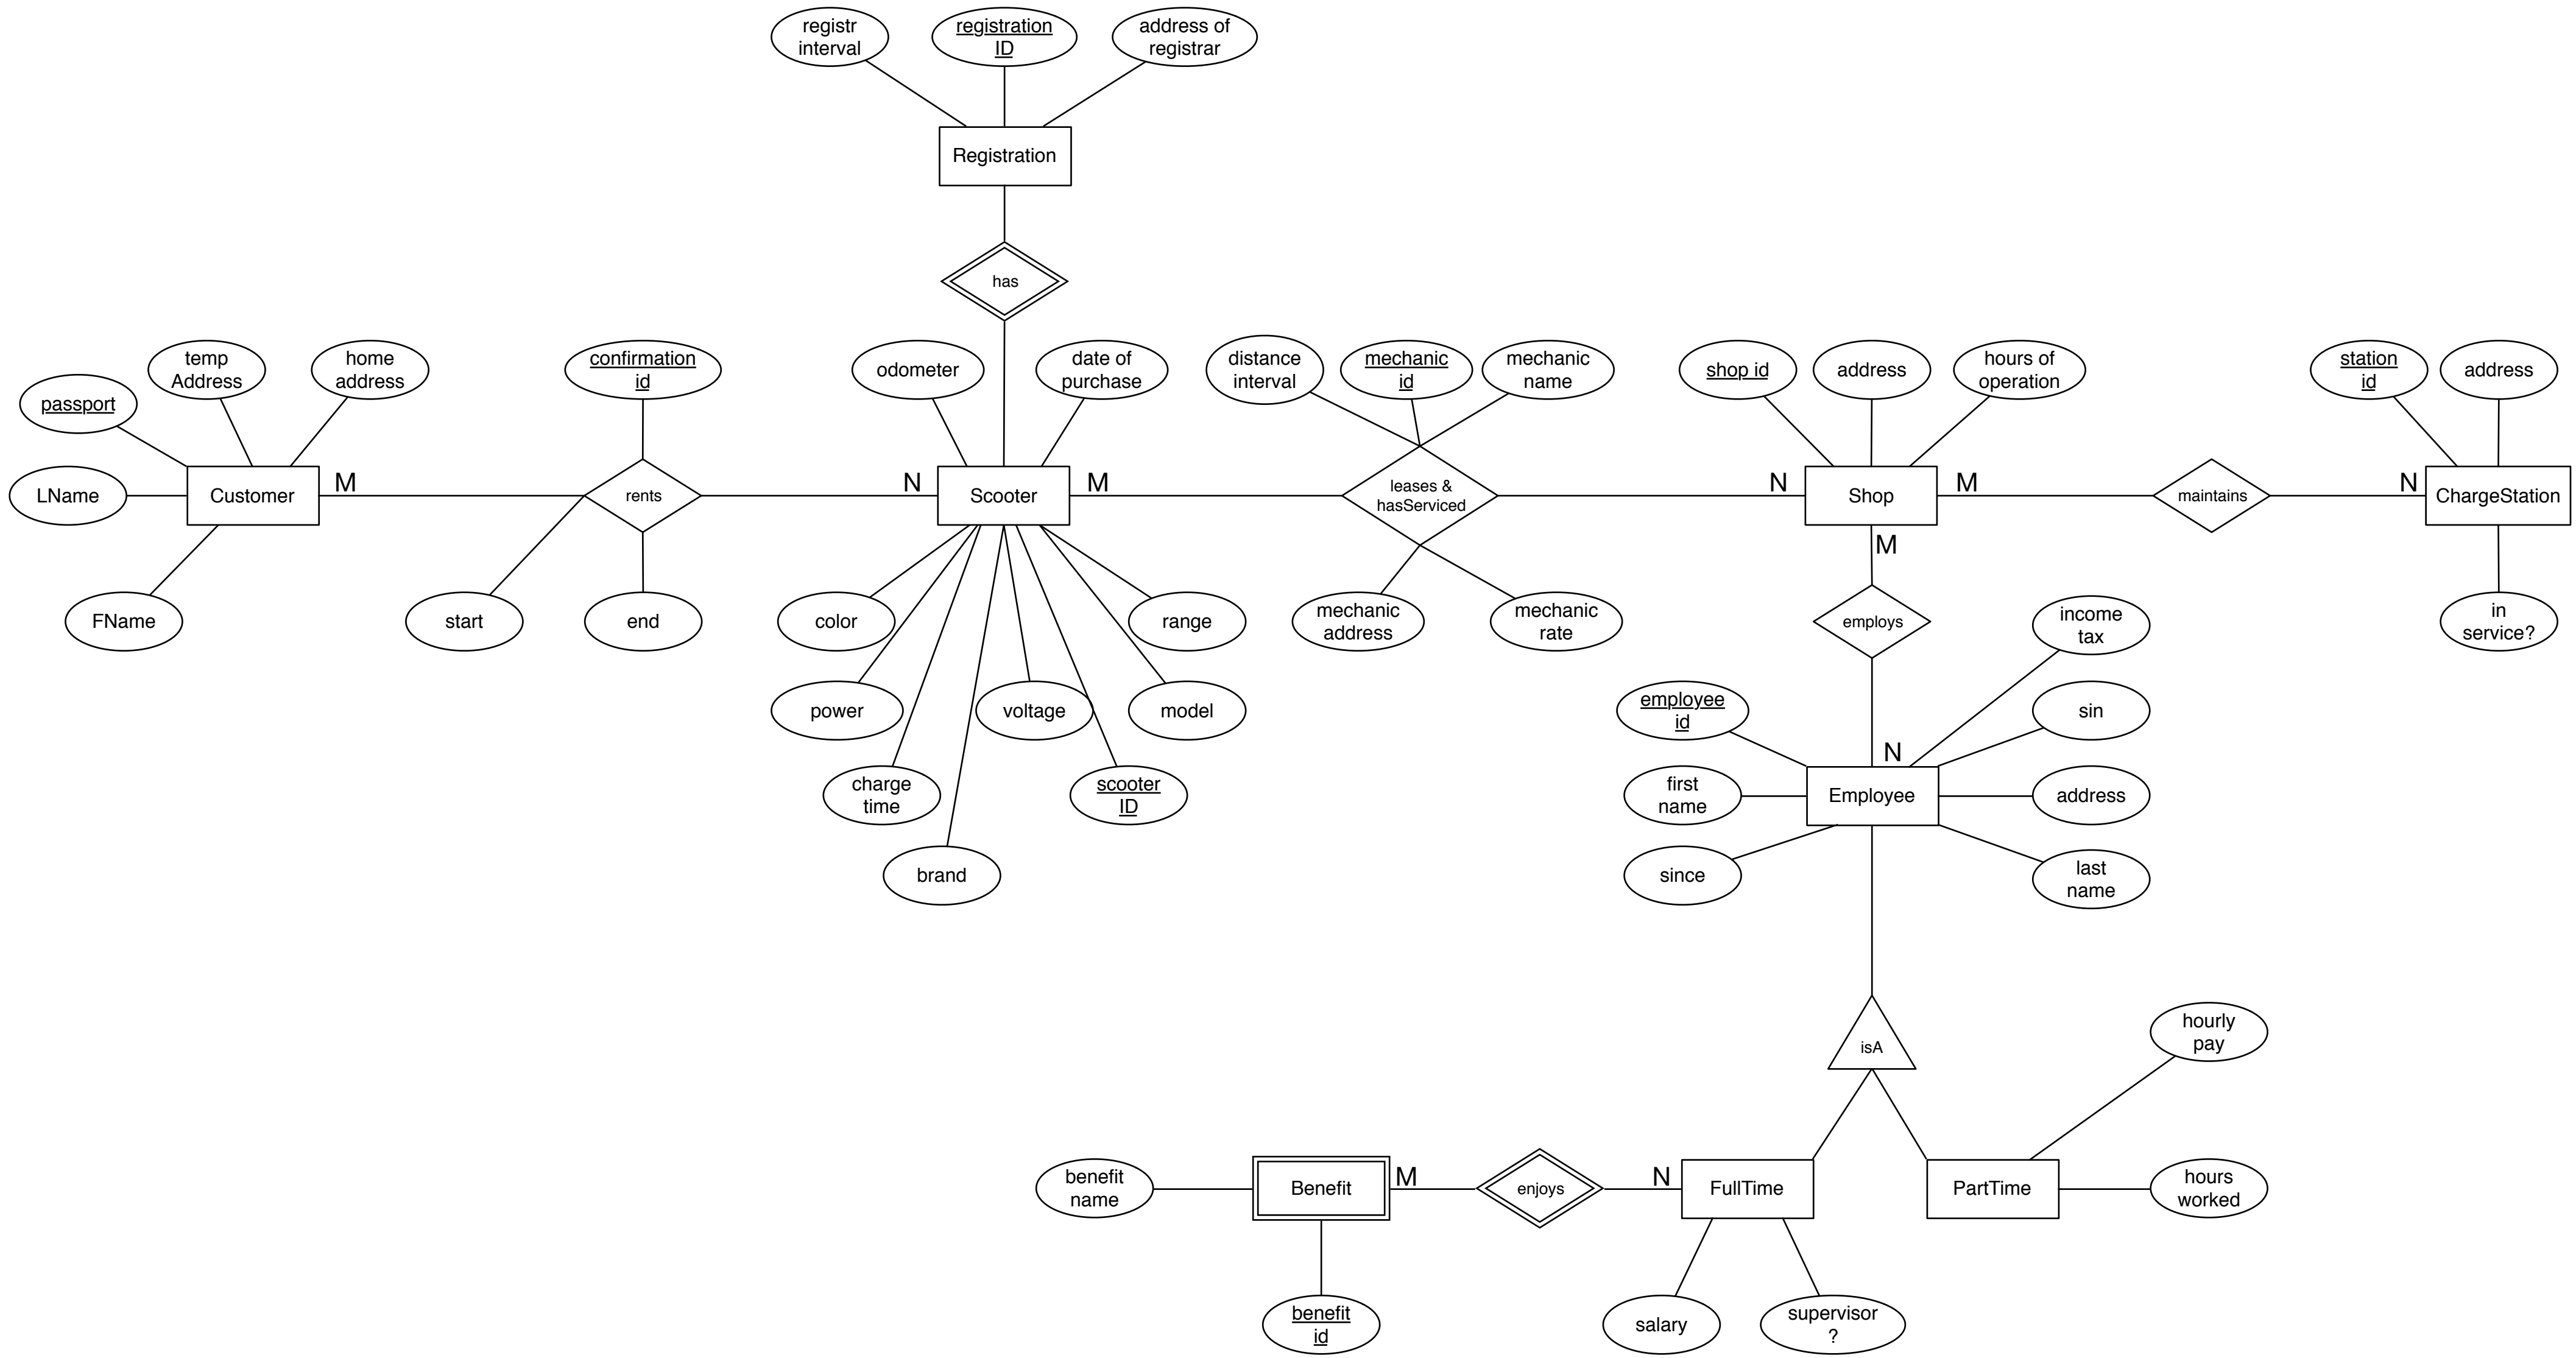 registr
interval
registration
ID
address of
registrar
Registration
has
passport
temp
Address
home
address
LName
Customer
FName
M
confirmation
id
rents
start
end
N
odometer
date of
purchase
Scooter
color
range
power
voltage
model
charge
time
scooter
ID
brand
M
distance
interval
mechanic
id
mechanic
name
leases &
hasServiced
mechanic
address
mechanic
rate
N
shop id
address
hours of
operation
Shop
M
maintains
N
station
id
address
ChargeStation
in
service?
M
employs
N
income
tax
employee
id
sin
first
name
Employee
address
since
last
name
isA
hourly
pay
benefit
name
Benefit
M
enjoys
N
FullTime
PartTime
hours
worked
benefit
id
salary
supervisor
?